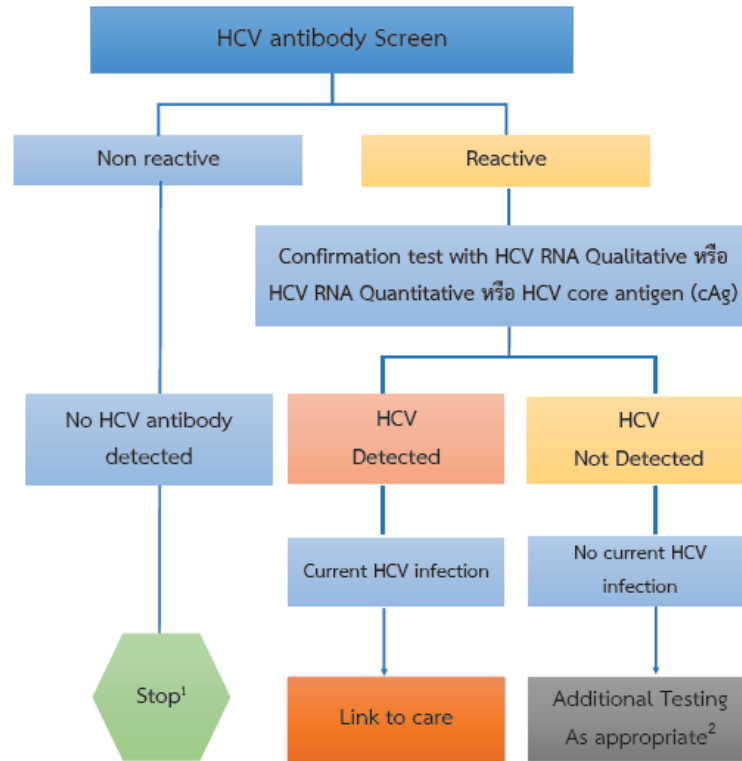 HCV antibody Screen
Non reactive
Reactive
Confirmation test with HCV RNA Qualitative หรือ
HCV RNA Quantitative หรือ HCV core antigen (cAg)
No HCV antibody
detected
HCV
Detected
HCV
Not Detected
Current HCV infection
No current HCV
infection
Stop¹
Link to care
Additional Testing
As appropriate²